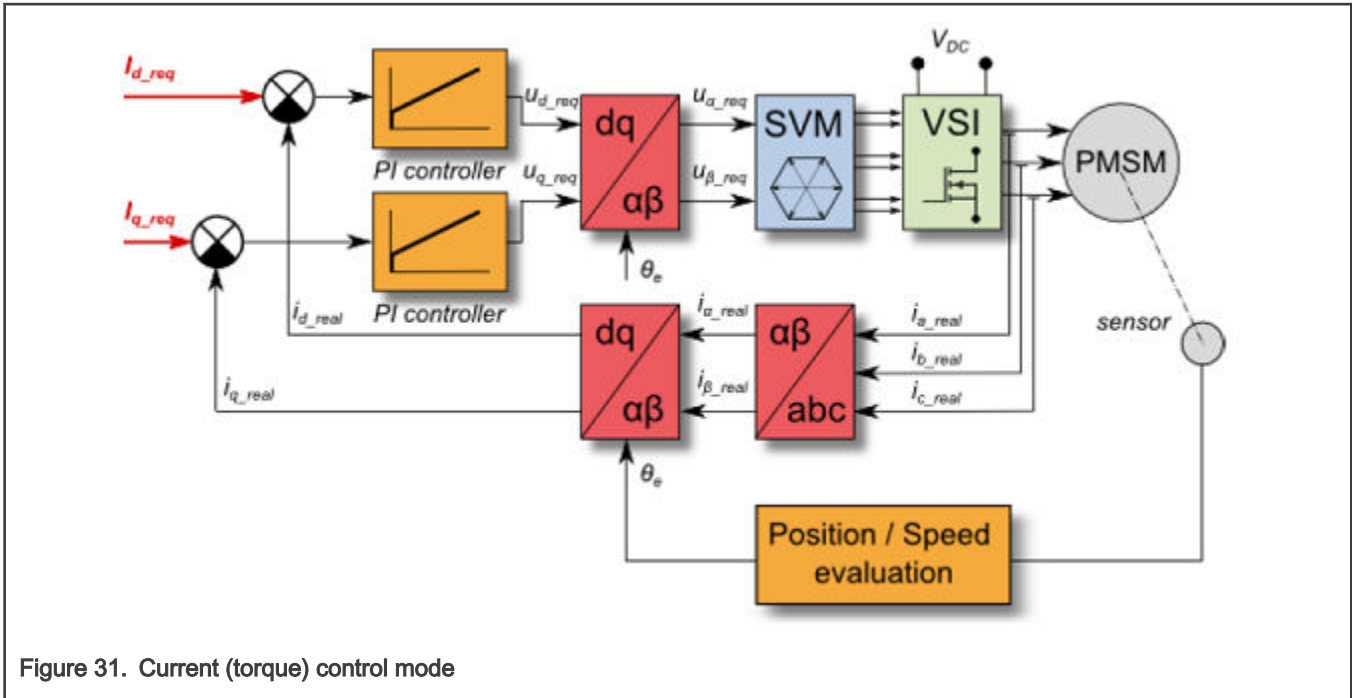 V_DC
I_d_req
u_d_req
u_α_req
dq
αβ
SVM
VSI
PMSM
PI controller
u_q_req
u_β_req
I_q_req
θ_e
i_d_real
PI controller
dq
αβ
i_α_real
αβ
abc
i_a_real
sensor
i_b_real
i_q_real
i_β_real
i_c_real
θ_e
Position / Speed
evaluation
Figure 31. Current (torque) control mode